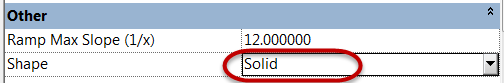 Other
Ramp Max Slope (1/x) 12.000000
Shape Solid